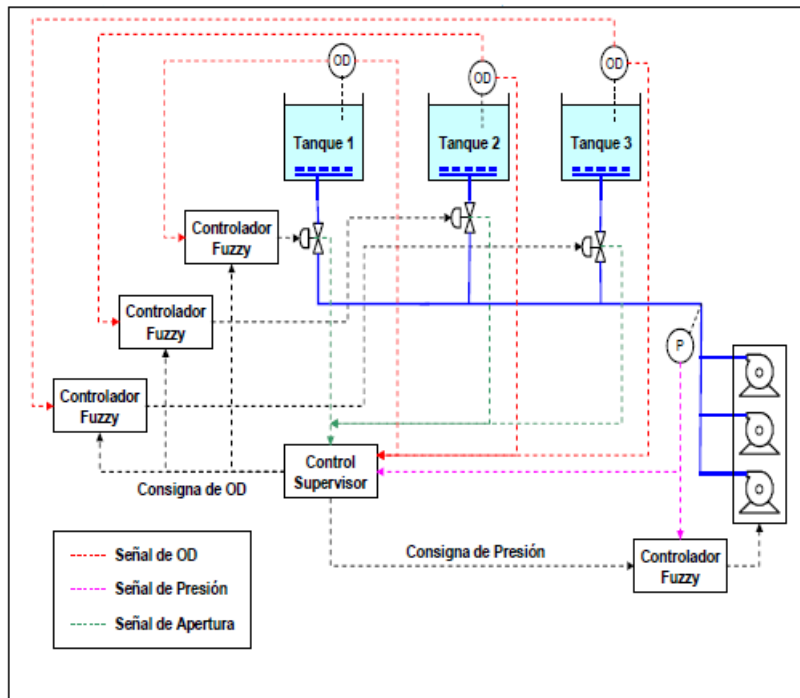 OD
OD
OD
Tanque 1
Tanque 2
Tanque 3
Controlador
Fuzzy
Controlador
Fuzzy
Controlador
Fuzzy
P
Control
Supervisor
Consigna de OD
Consigna de Presión
Controlador
Fuzzy
Señal de OD
Señal de Presión
Señal de Apertura